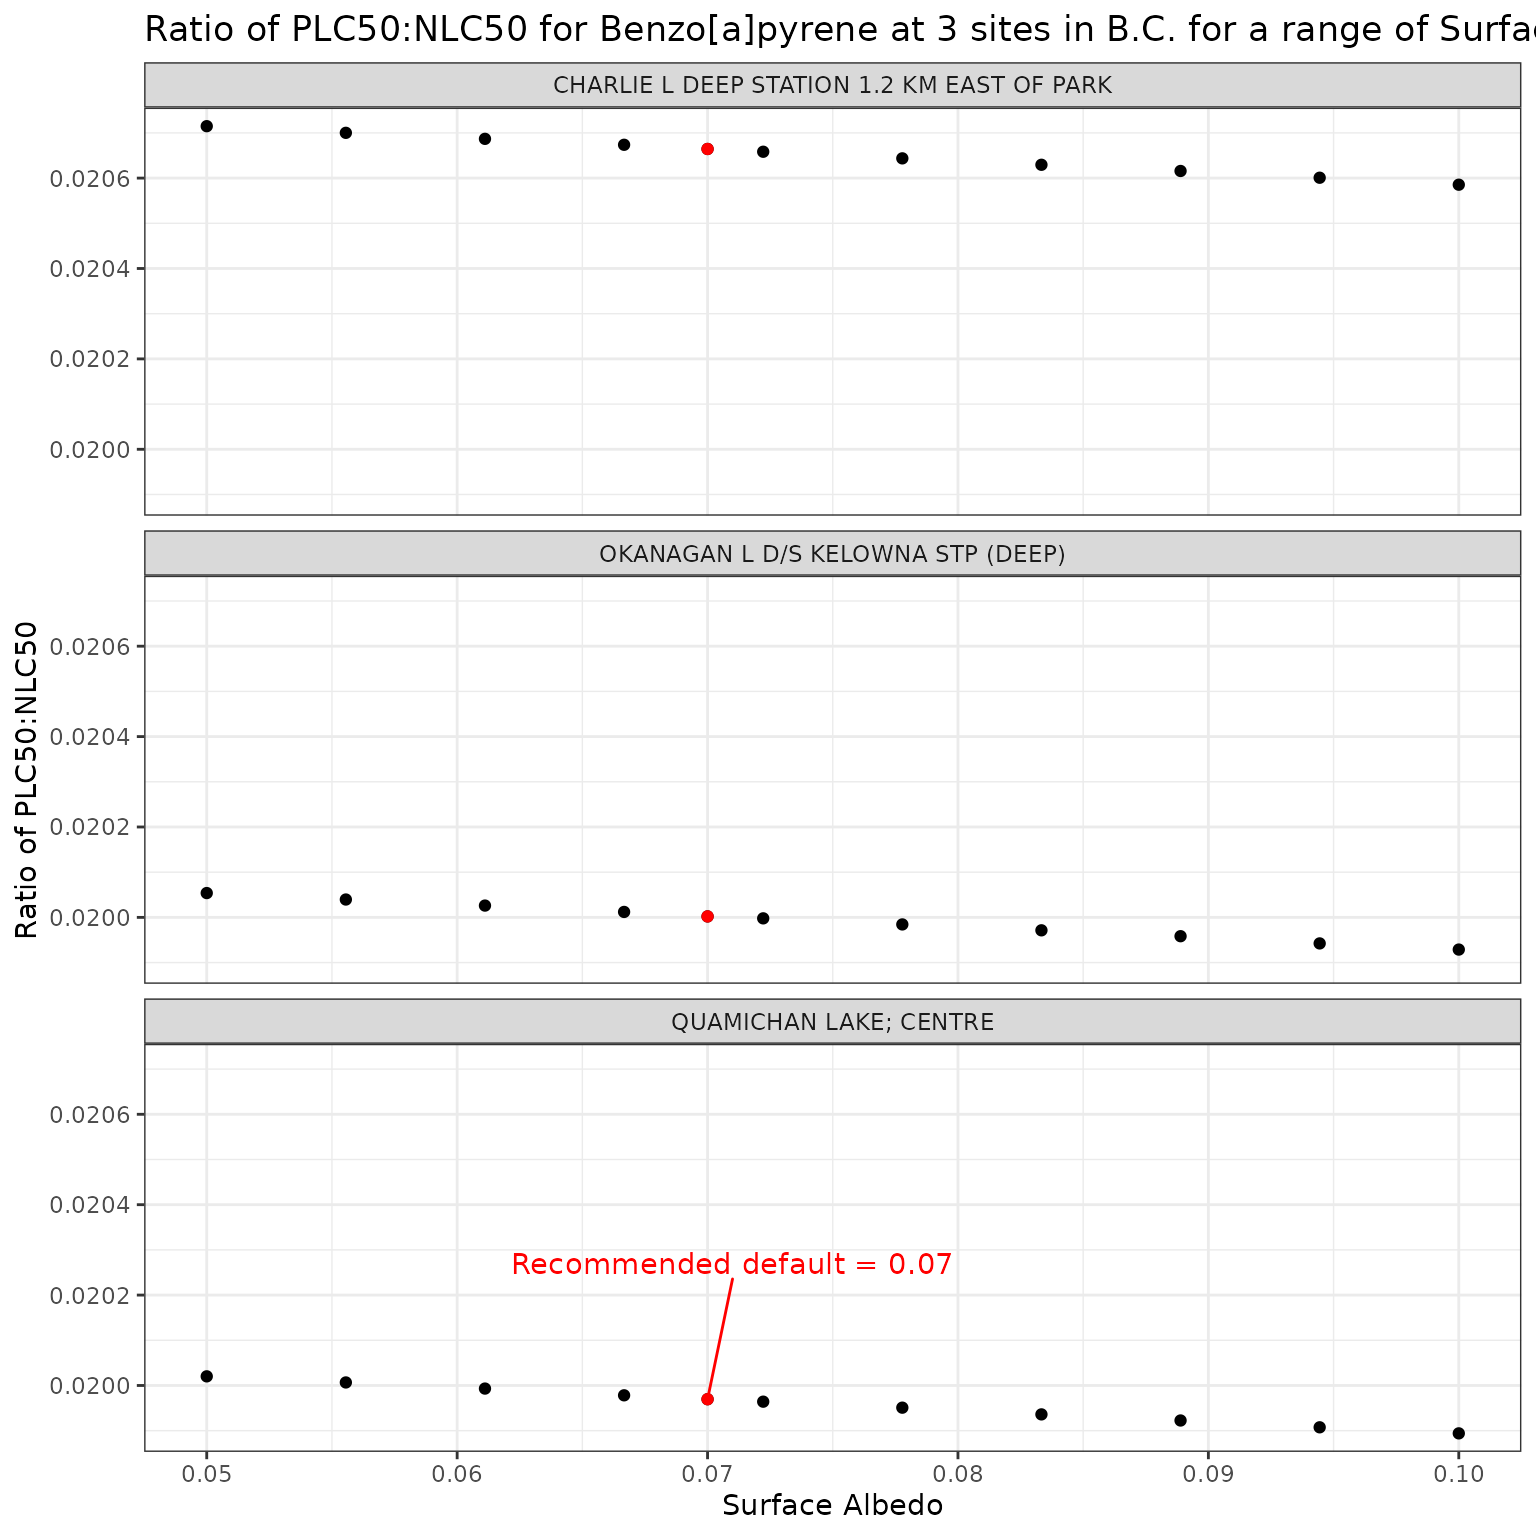 Ratio of PLC50:NLC50 for Benzo[a]pyrene at 3 sites in B.C. for a range of
CHARLIE L DEEP STATION 1.2 KM EAST OF PARK
0.0206
0.0204
0.0202
0.0200
OKANAGAN L D/S KELOWNA STP (DEEP)
0.0206
0.0204
0.0202
0.0200
Ratio of PLC50:NLC50
QUAMICHAN LAKE; CENTRE
0.0206
0.0204
Recommended default = 0.07
0.0202
0.0200
0.05 0.06 0.07 0.08 0.09 0.10
Surface Albedo